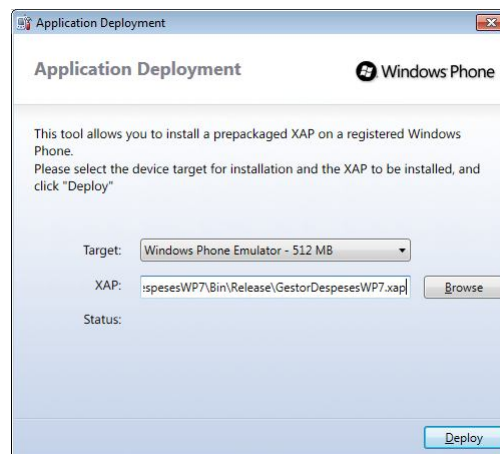 Application Deployment
Application Deployment
Windows Phone
This tool allows you to install a prepackaged XAP on a registered Windows
Phone.
Please select the device target for installation and the XAP to be installed, and
click "Deploy"
Target: Windows Phone Emulator - 512 MB
XAP: espesesWP7\Bin\Release\GestorDespesesWP7.xap Browse
Status:
Deploy